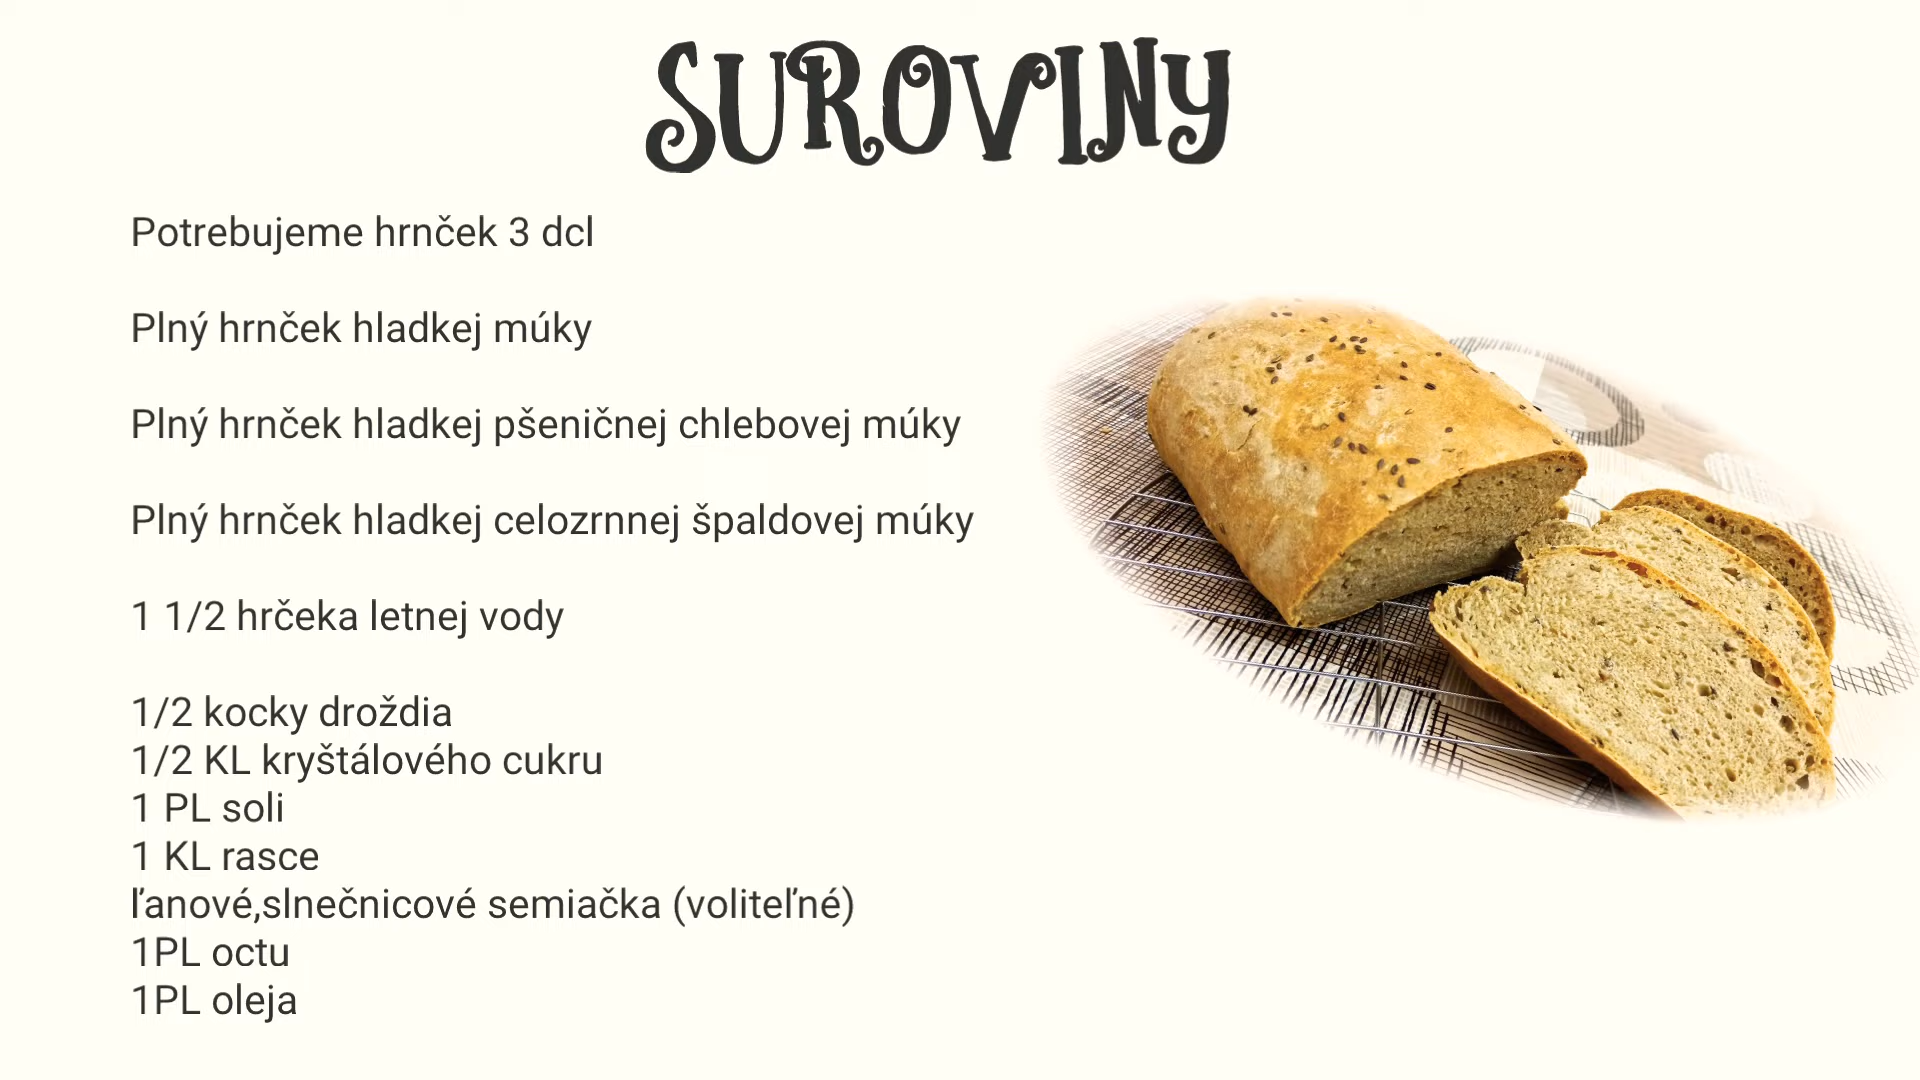 SUROVINY
Potrebujeme hrnček 3 dcl
Plný hrnček hladkej múky
Plný hrnček hladkej pšeničnej chlebovej múky
Plný hrnček hladkej celozrnnej špaldovej múky
1 1/2 hrčeka letnej vody
1/2 kocky droždia
1/2 KL kryštálového cukru
1 PL soli
1 KL rasce
ľanové,slnečnicové semiačka (voliteľné)
1PL octu
1PL oleja